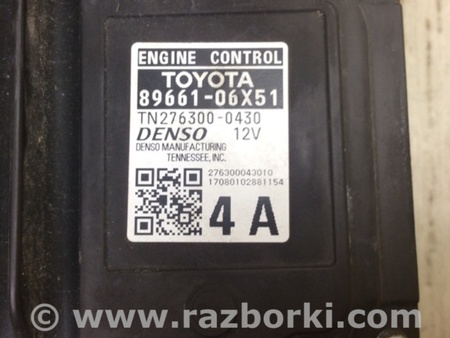 ENGINE CONTROL
TOYOTA
89661-06X51
TN276300-0430
DENSO 12V
DENSO MANUFACTURING
TENNESSEE, INC.
276300043010
17080102881154
4 A
© www.razborki.com